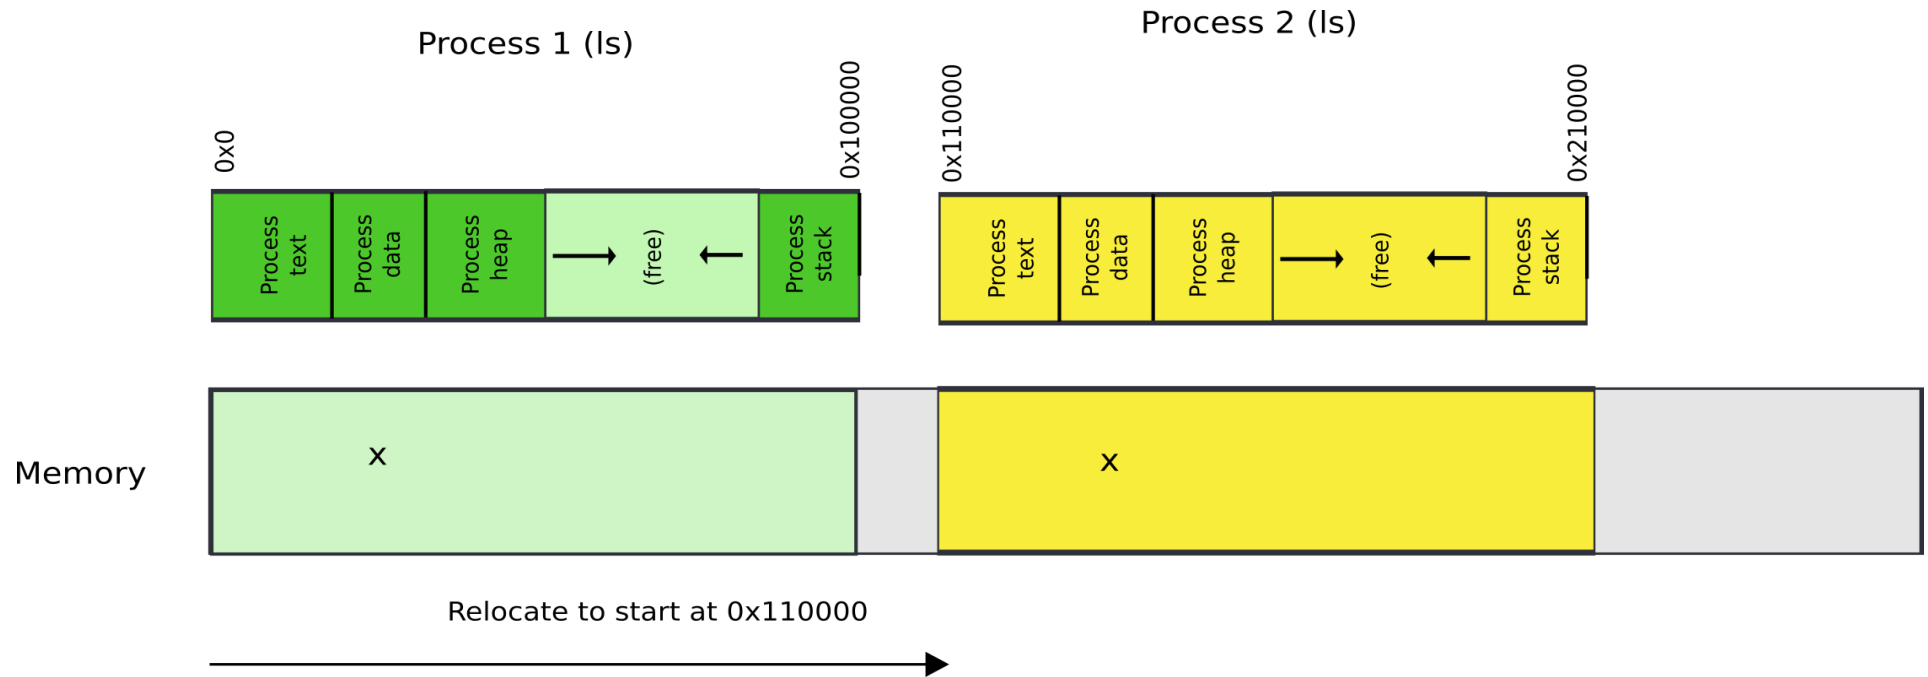 Process 1 (ls)
Process 2 (ls)
0x0
0x100000
0x110000
0x210000
Process
text
Process
data
Process
heap
(free)
Process
stack
Process
text
Process
data
Process
heap
(free)
Process
stack
Memory
x
x
Relocate to start at 0x110000